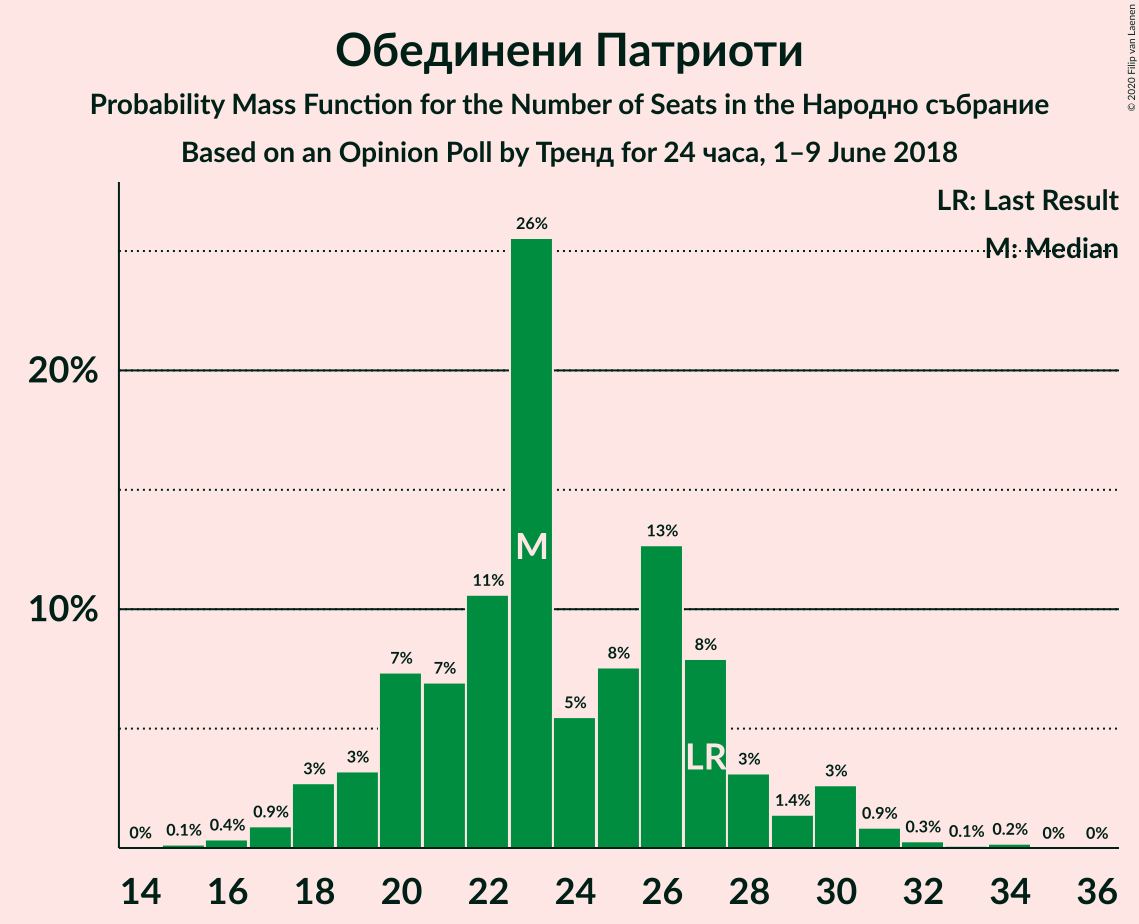 Обединени Патриоти
Probability Mass Function for the Number of Seats in the Народно събрание
Based on an Opinion Poll by Тренд for 24 часа, 1–9 June 2018
© 2020 Filip van Laenen
LR: Last Result
M: Median
20%
10%
0%
0.1%
0.4%
0.9%
3%
3%
7%
7%
11%
26%
5%
8%
13%
8%
3%
1.4%
3%
0.9%
0.3%
0.1%
0.2%
0%
0%
M
LR
14 16 18 20 22 24 26 28 30 32 34 36